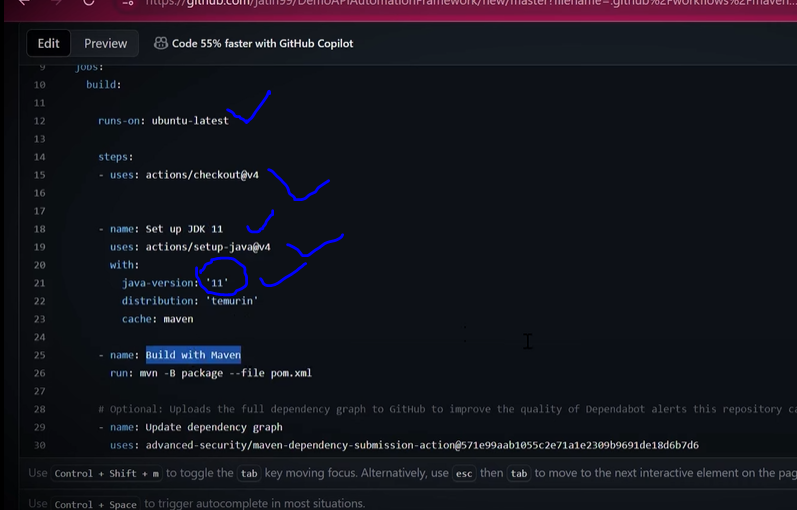 https://github.com/jatin99/DemoAPIAutomationFramework/new/master?filename=.github%2Fworkflows%2Fmaven...
Edit Preview Code 55% faster with GitHub Copilot
9 jobs:
10 build:
11
12 runs-on: ubuntu-latest
13
14 steps:
15 - uses: actions/checkout@v4
16
17
18 - name: Set up JDK 11
19 uses: actions/setup-java@v4
20 with:
21 java-version: '11'
22 distribution: 'temurin'
23 cache: maven
24
25 - name: Build with Maven
26 run: mvn -B package --file pom.xml
27
28 # Optional: Uploads the full dependency graph to GitHub to improve the quality of Dependabot alerts this repository ca
29 - name: Update dependency graph
30 uses: advanced-security/maven-dependency-submission-action@571e99aab1055c2e71a1e2309b9691de18d6b7d6
Use Control + Shift + m to toggle the tab key moving focus. Alternatively, use esc then tab to move to the next interactive element on the pag
Use Control + Space to trigger autocomplete in most situations.